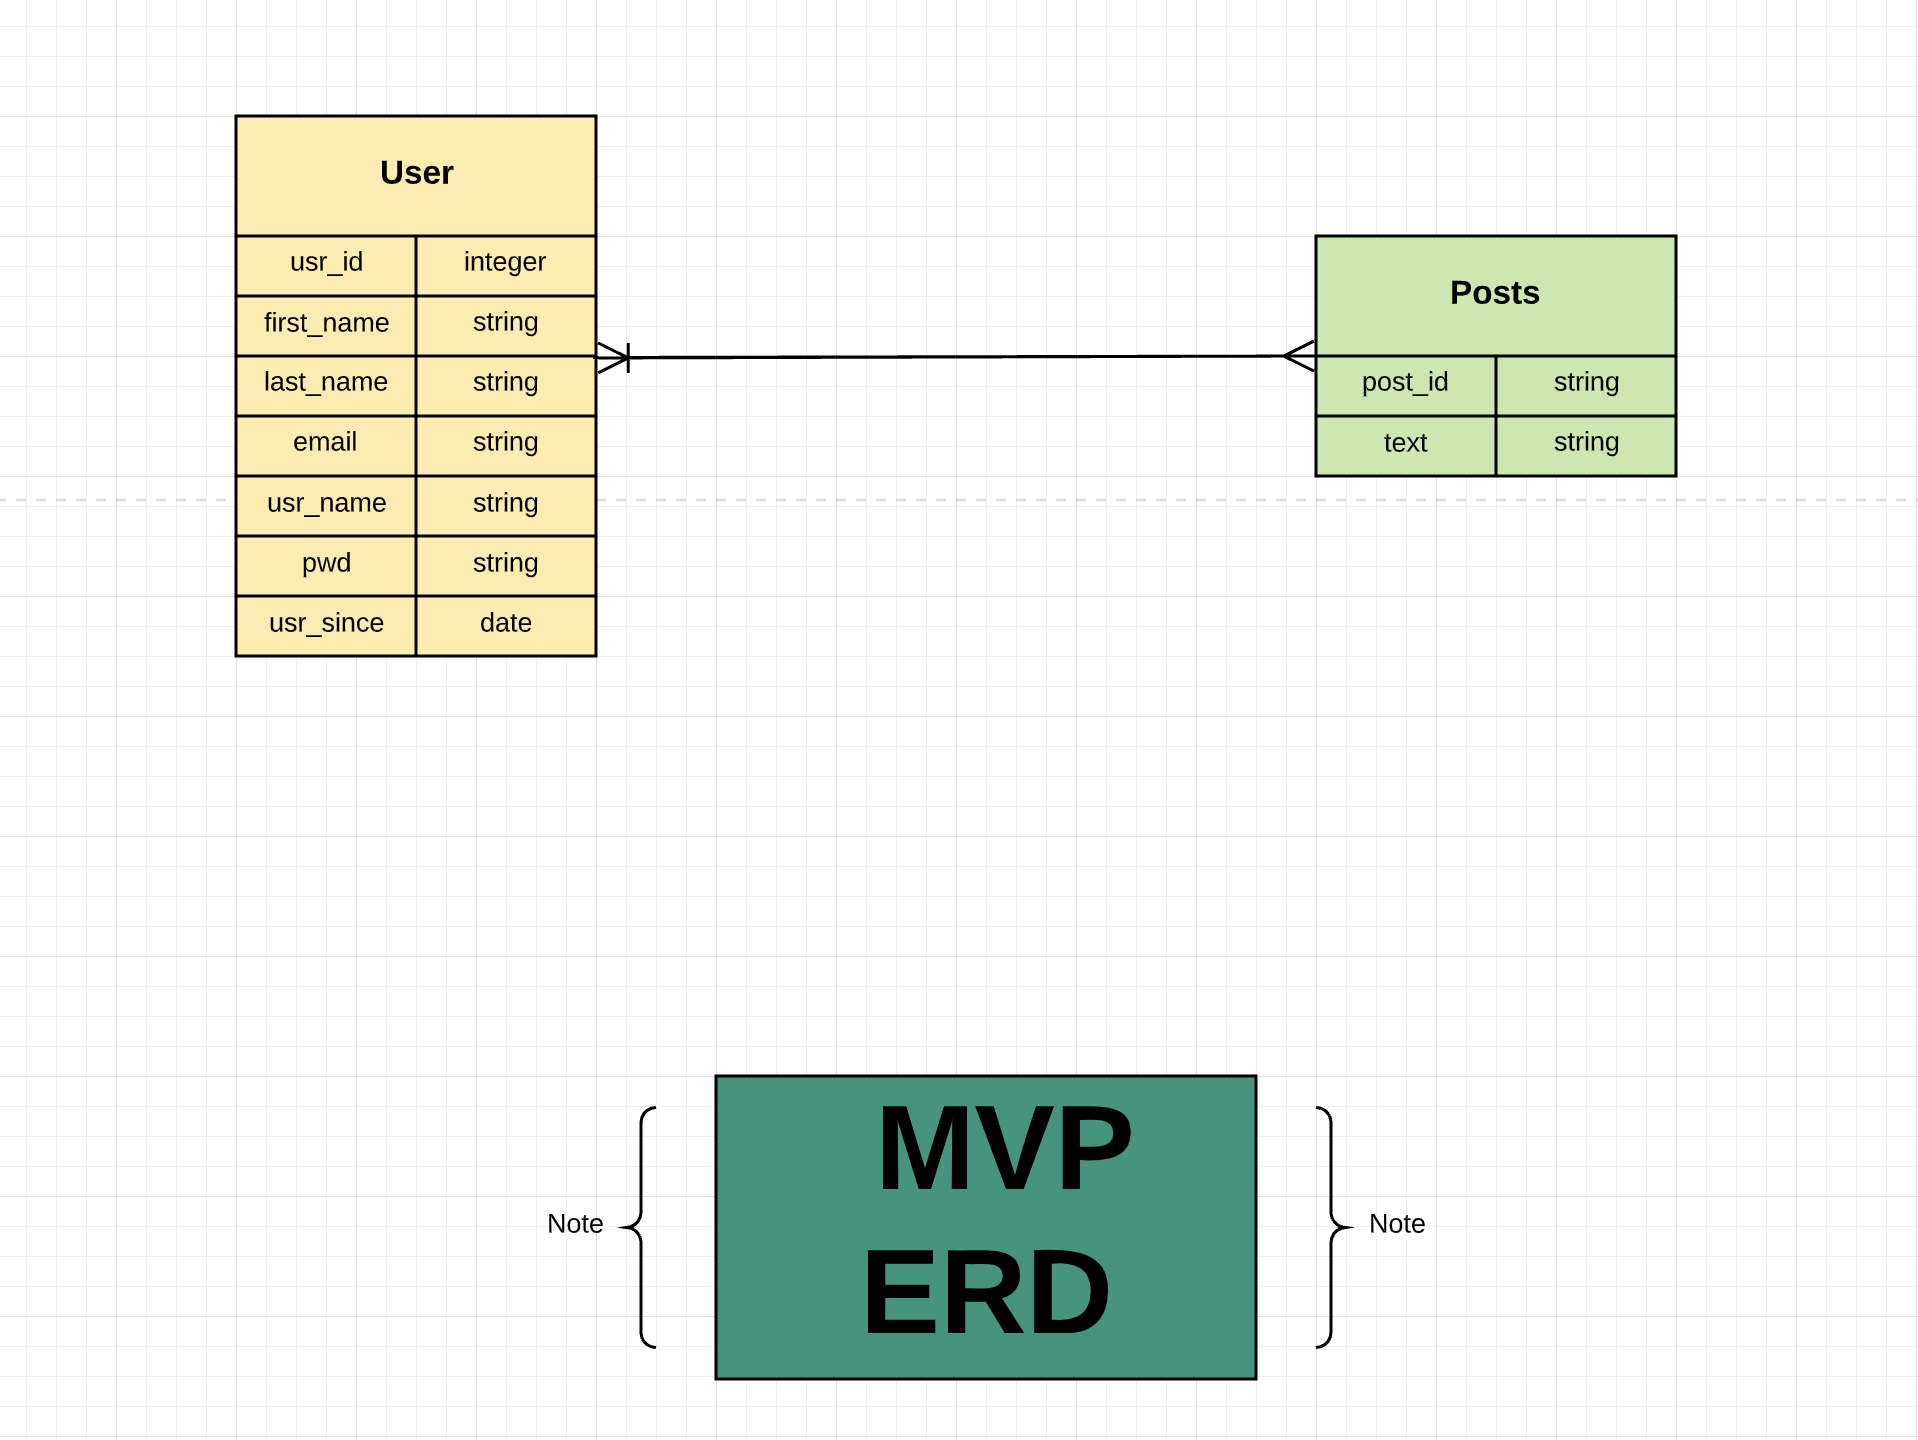 User
usr_id integer
first_name string
last_name string
email string
usr_name string
pwd string
usr_since date
Posts
post_id string
text string
MVP
ERD
Note
Note